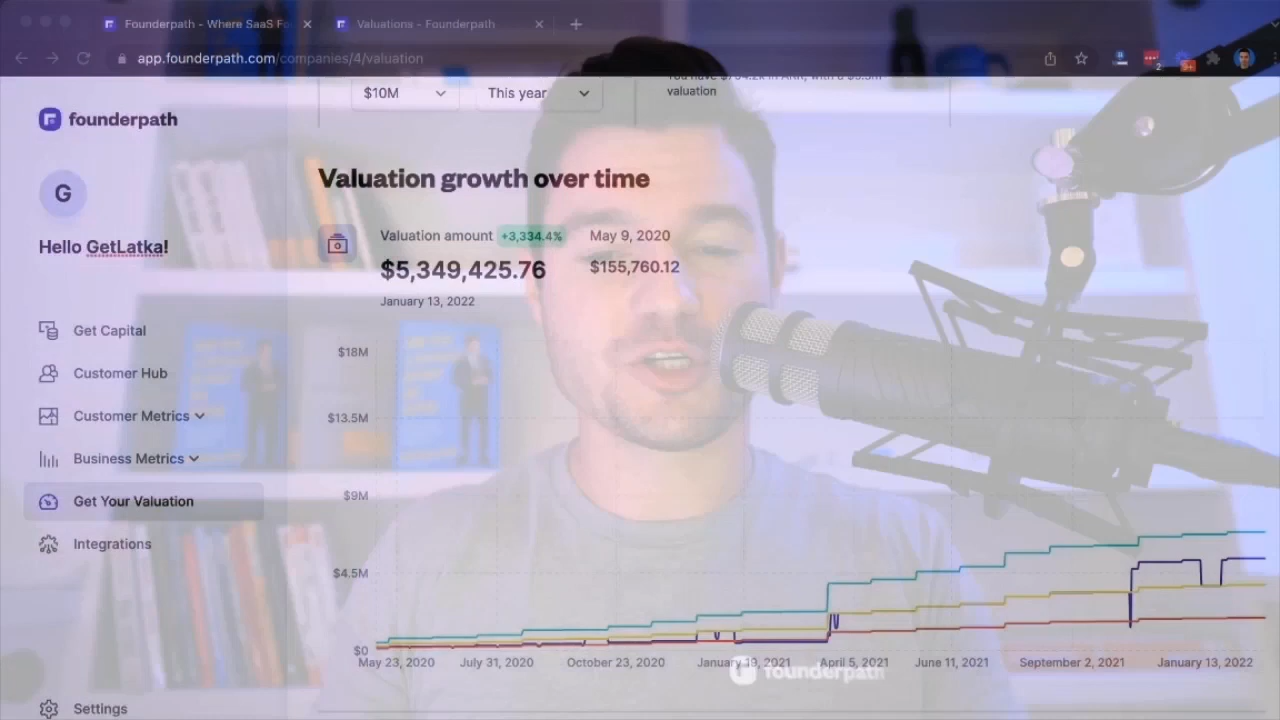 Founderpath - Where SaaS Fo
Valuations - Founderpath
app.founderpath.com/companies/4/valuation
founderpath
$10M
This year
valuation
G
Valuation growth over time
Valuation amount +3,334.4%
May 9, 2020
$5,349,425.76
$155,760.12
January 13, 2022
Hello GetLatka!
Get Capital
Customer Hub
Customer Metrics
Business Metrics
Get Your Valuation
Integrations
Settings
$18M
$13.5M
$9M
$4.5M
$0
May 23, 2020
July 31, 2020
October 23, 2020
January 19, 2021
April 5, 2021
June 11, 2021
September 2, 2021
January 13, 2022
founderpath